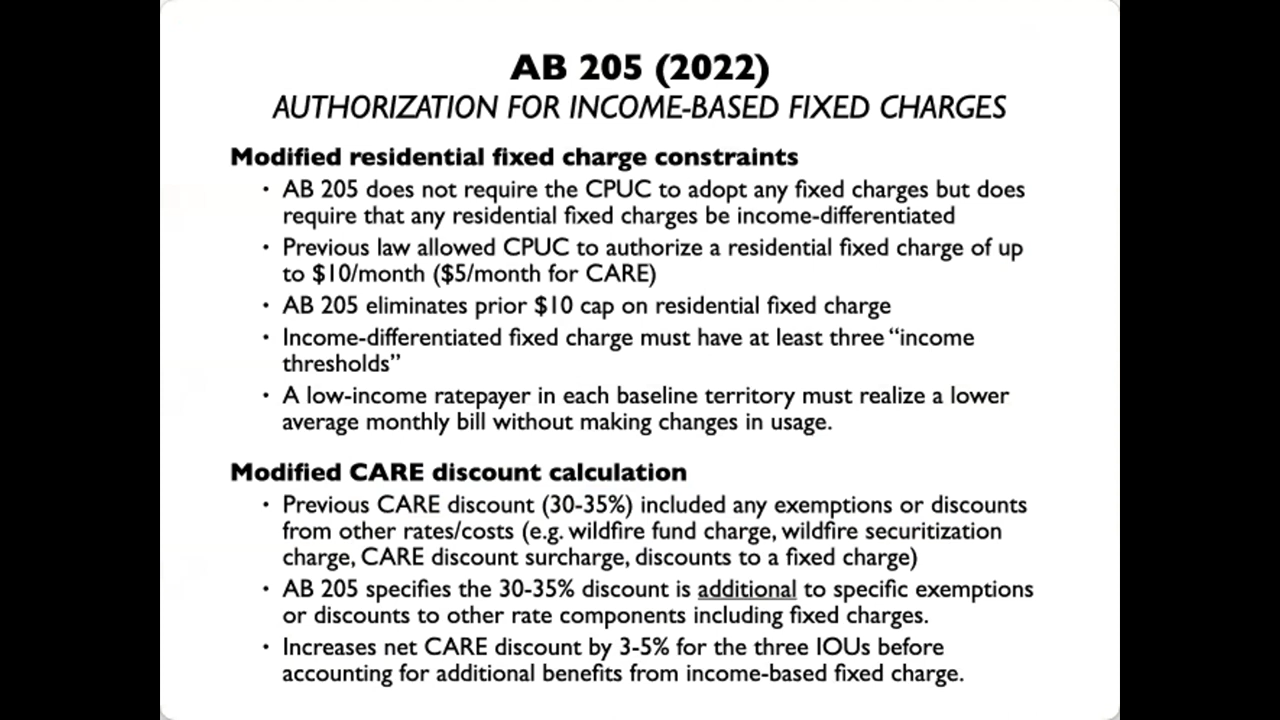 AB 205 (2022)
AUTHORIZATION FOR INCOME-BASED FIXED CHARGES
Modified residential fixed charge constraints
• AB 205 does not require the CPUC to adopt any fixed charges but does
require that any residential fixed charges be income-differentiated
• Previous law allowed CPUC to authorize a residential fixed charge of up
to $10/month ($5/month for CARE)
• AB 205 eliminates prior $10 cap on residential fixed charge
• Income-differentiated fixed charge must have at least three “income
thresholds”
• A low-income ratepayer in each baseline territory must realize a lower
average monthly bill without making changes in usage.
Modified CARE discount calculation
• Previous CARE discount (30-35%) included any exemptions or discounts
from other rates/costs (e.g. wildfire fund charge, wildfire securitization
charge, CARE discount surcharge, discounts to a fixed charge)
• AB 205 specifies the 30-35% discount is additional to specific exemptions
or discounts to other rate components including fixed charges.
• Increases net CARE discount by 3-5% for the three IOUs before
accounting for additional benefits from income-based fixed charge.